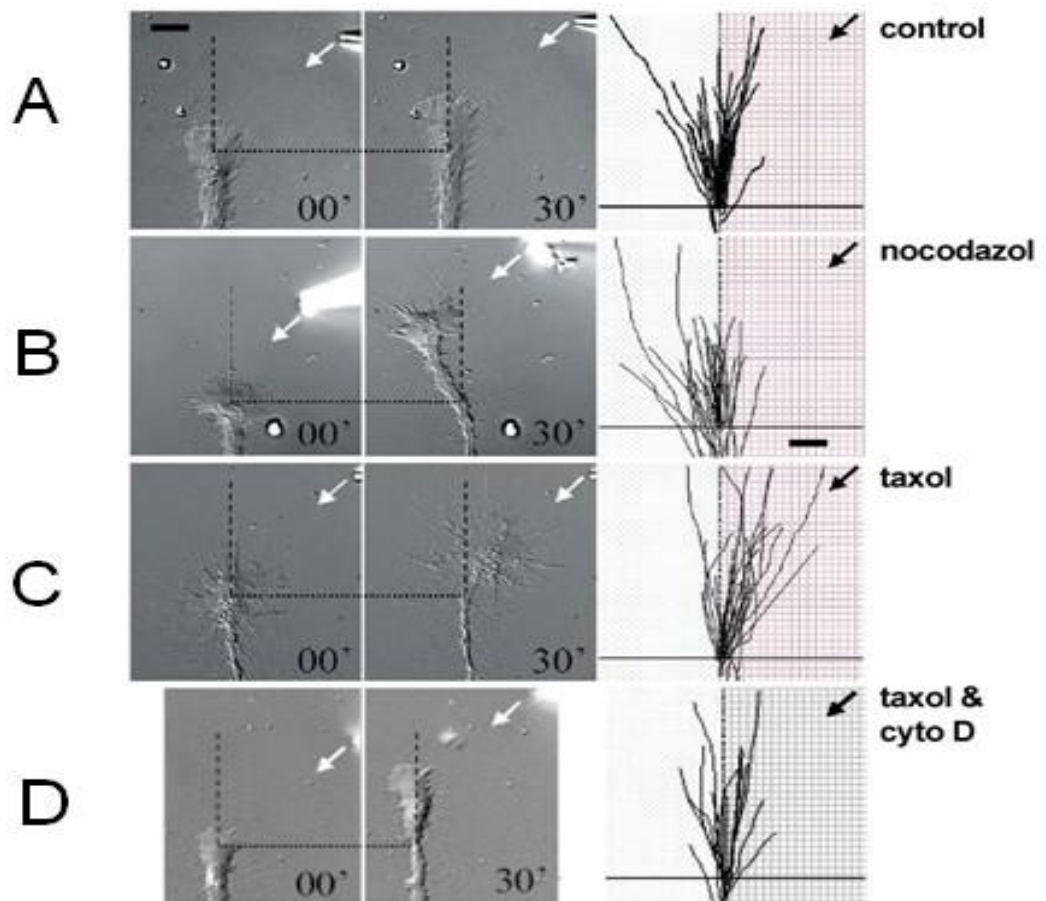 A
00’
30’
control
B
00’
30’
nocodazol
C
00’
30’
taxol
D
00’
30’
taxol &
cyto D